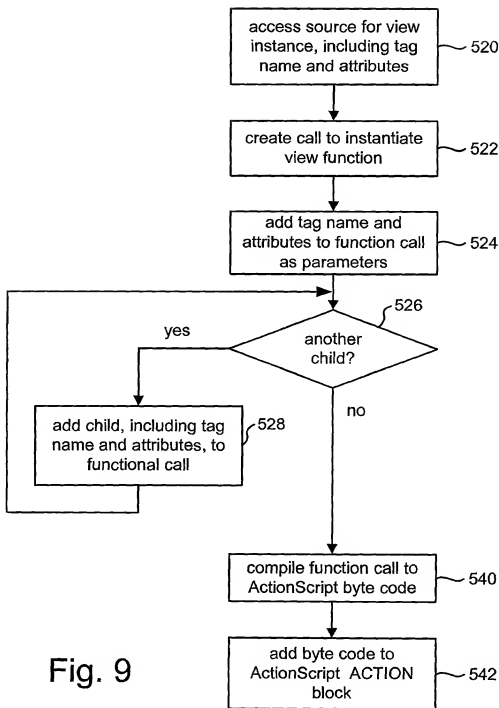 access source for view
instance, including tag
name and attributes
520
create call to instantiate
view function
522
add tag name and
attributes to function call
as parameters
524
526
another
child?
yes
no
add child, including tag
name and attributes, to
functional call
528
compile function call to
ActionScript byte code
540
add byte code to
ActionScript ACTION
block
542
Fig. 9